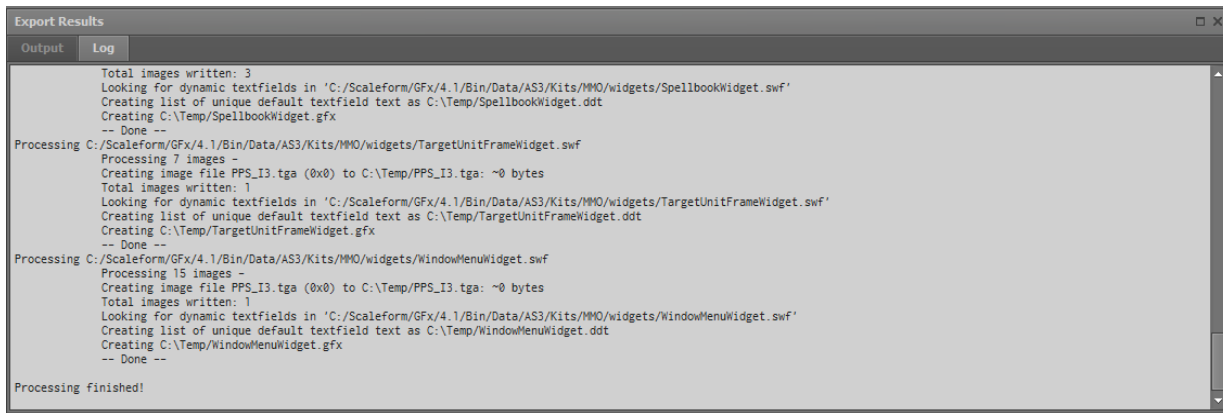 Export Results
Output Log
Total images written: 3
Looking for dynamic textfields in 'C:/Scaleform/GFx/4.1/Bin/Data/AS3/Kits/MMO/widgets/SpellbookWidget.swf'
Creating list of unique default textfield text as C:\Temp/SpellbookWidget.ddt
Creating C:\Temp/SpellbookWidget.gfx
-- Done --
Processing C:/Scaleform/GFx/4.1/Bin/Data/AS3/Kits/MMO/widgets/TargetUnitFrameWidget.swf
Processing 7 images -
Creating image file PPS_I3.tga (0x0) to C:\Temp/PPS_I3.tga: ~0 bytes
Total images written: 1
Looking for dynamic textfields in 'C:/Scaleform/GFx/4.1/Bin/Data/AS3/Kits/MMO/widgets/TargetUnitFrameWidget.swf'
Creating list of unique default textfield text as C:\Temp/TargetUnitFrameWidget.ddt
Creating C:\Temp/TargetUnitFrameWidget.gfx
-- Done --
Processing C:/Scaleform/GFx/4.1/Bin/Data/AS3/Kits/MMO/widgets/WindowMenuWidget.swf
Processing 15 images -
Creating image file PPS_I3.tga (0x0) to C:\Temp/PPS_I3.tga: ~0 bytes
Total images written: 1
Looking for dynamic textfields in 'C:/Scaleform/GFx/4.1/Bin/Data/AS3/Kits/MMO/widgets/WindowMenuWidget.swf'
Creating list of unique default textfield text as C:\Temp/WindowMenuWidget.ddt
Creating C:\Temp/WindowMenuWidget.gfx
-- Done --
Processing finished!